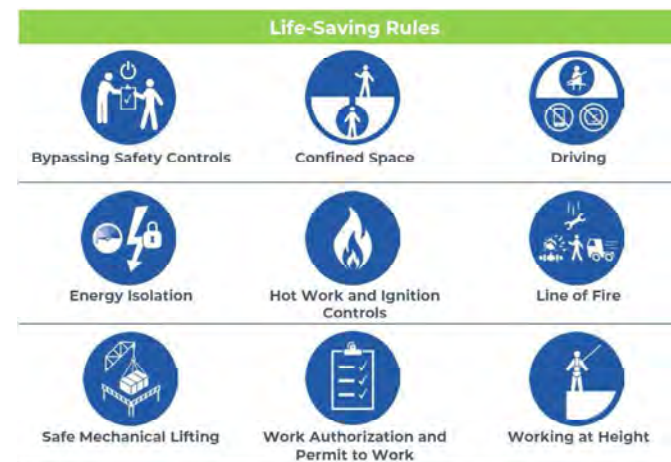 Life-Saving Rules
Bypassing Safety Controls
Confined Space
Driving
Energy Isolation
Hot Work and Ignition
Controls
Line of Fire
Safe Mechanical Lifting
Work Authorization and
Permit to Work
Working at Height